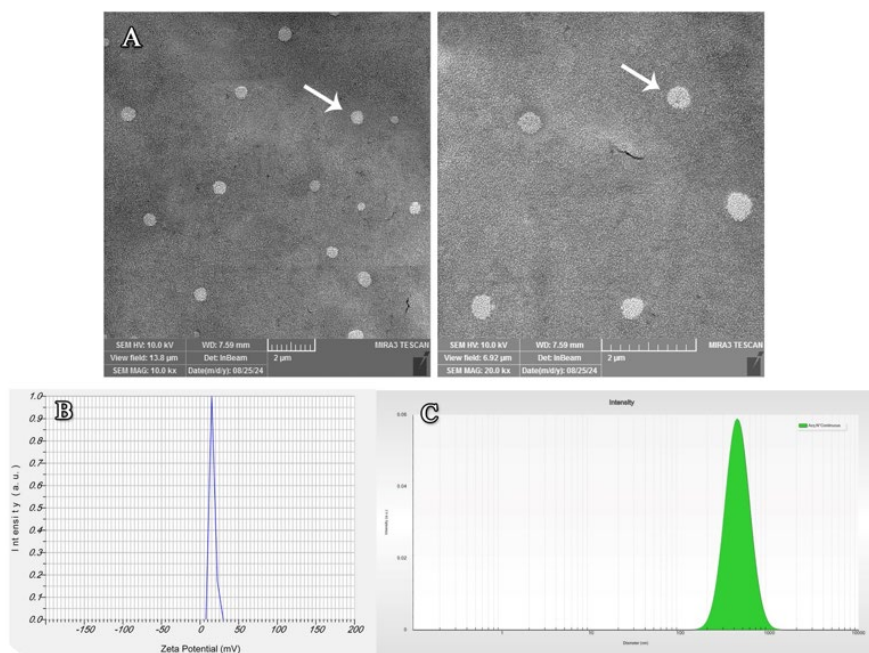 A
SEM HV: 10.0 kV WD: 7.59 mm MIRA3 TESCAN
View field: 13.8 µm Det: InBeam 2 µm
SEM MAG: 10.0 kx Date(m/d/y): 08/25/24
SEM HV: 10.0 kV WD: 7.59 mm MIRA3 TESCAN
View field: 6.92 µm Det: InBeam 2 µm
SEM MAG: 20.0 kx Date(m/d/y): 08/25/24
B
Intensity (a. u.)
1.0
0.9
0.8
0.7
0.6
0.5
0.4
0.3
0.2
0.1
0.0
-150 -100 -50 0 50 100 150 200
Zeta Potential (mV)
C
Intensity
0.04
0.02
0
1 10 100 1000 10000
Diameter (nm)